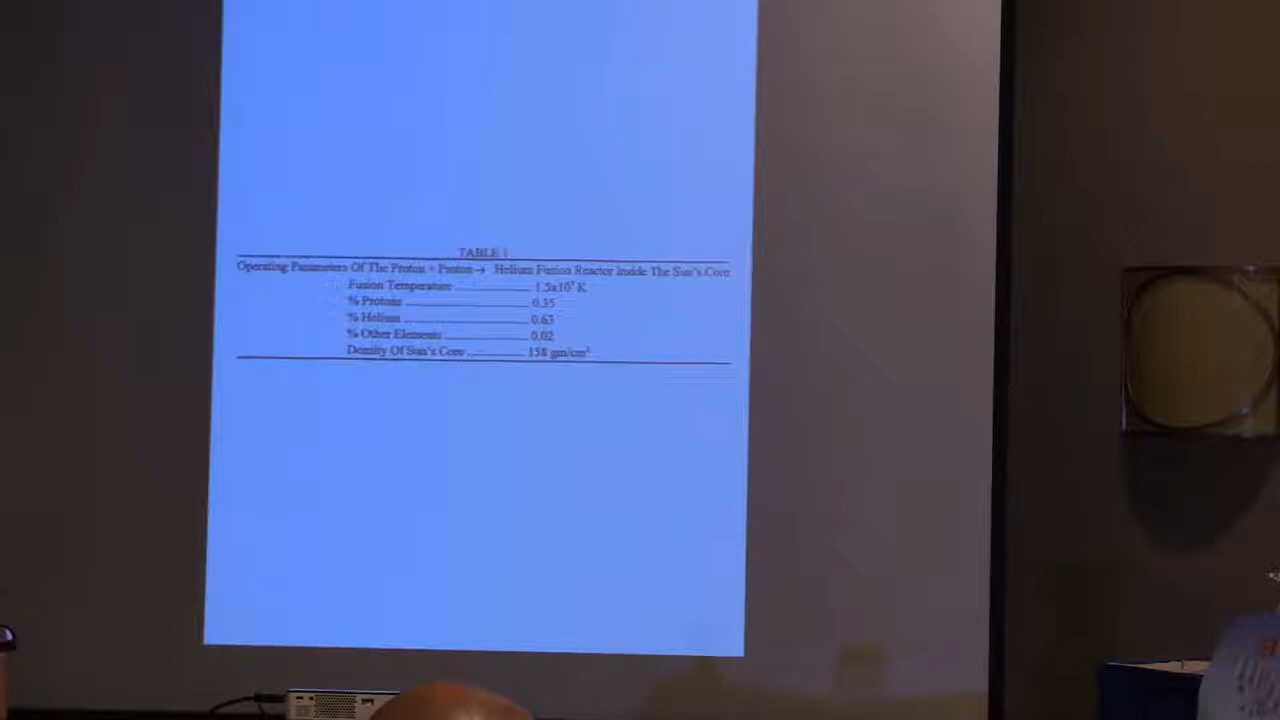 TABLE 1
Operating Parameters Of The Proton + Proton → Helium Fusion Reactor Inside The Sun's Core
Fusion Temperature ................ 1.5x10⁷ K
% Protons ................ 0.35
% Helium ................ 0.63
% Other Elements ................ 0.02
Density Of Sun's Core ................ 158 gm/cm³